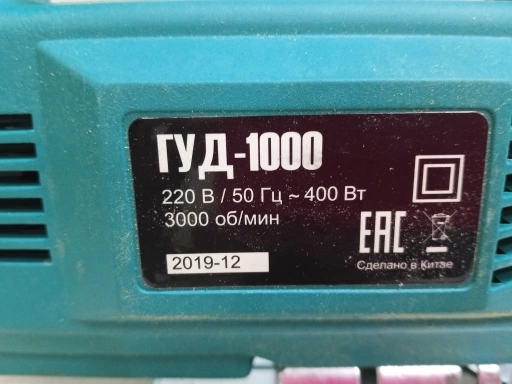 ГУД-1000
220 В / 50 Гц ~ 400 Вт
3000 об/мин
EAC
2019-12
Сделано в Китае